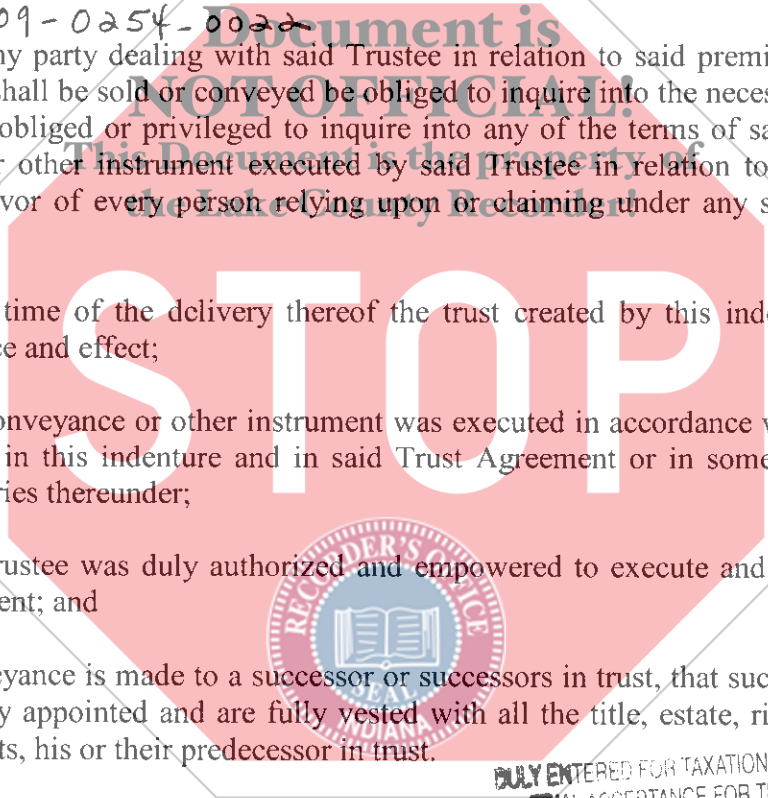 09-0254-0022
Document is
ny party dealing with said Trustee in relation to said premi
NOT OFFICIAL!
shall be sold or conveyed be obliged to inquire into the neces
obliged or privileged to inquire into any of the terms of sa
This Document is the property of
r other instrument executed by said Trustee in relation to
the Lake County Recorder!
vor of every person relying upon or claiming under any s
STOP
time of the delivery thereof the trust created by this ind
ce and effect;
onveyance or other instrument was executed in accordance v
in this indenture and in said Trust Agreement or in some
ries thereunder;
RECORDER'S OFFICE
rustee was duly authorized and empowered to execute and
ent; and
SEAL
INDIANA
eyance is made to a successor or successors in trust, that suc
y appointed and are fully vested with all the title, estate, ri
ts, his or their predecessor in trust.
DULY ENTERED FOR TAXATION
ACCEPTANCE FOR